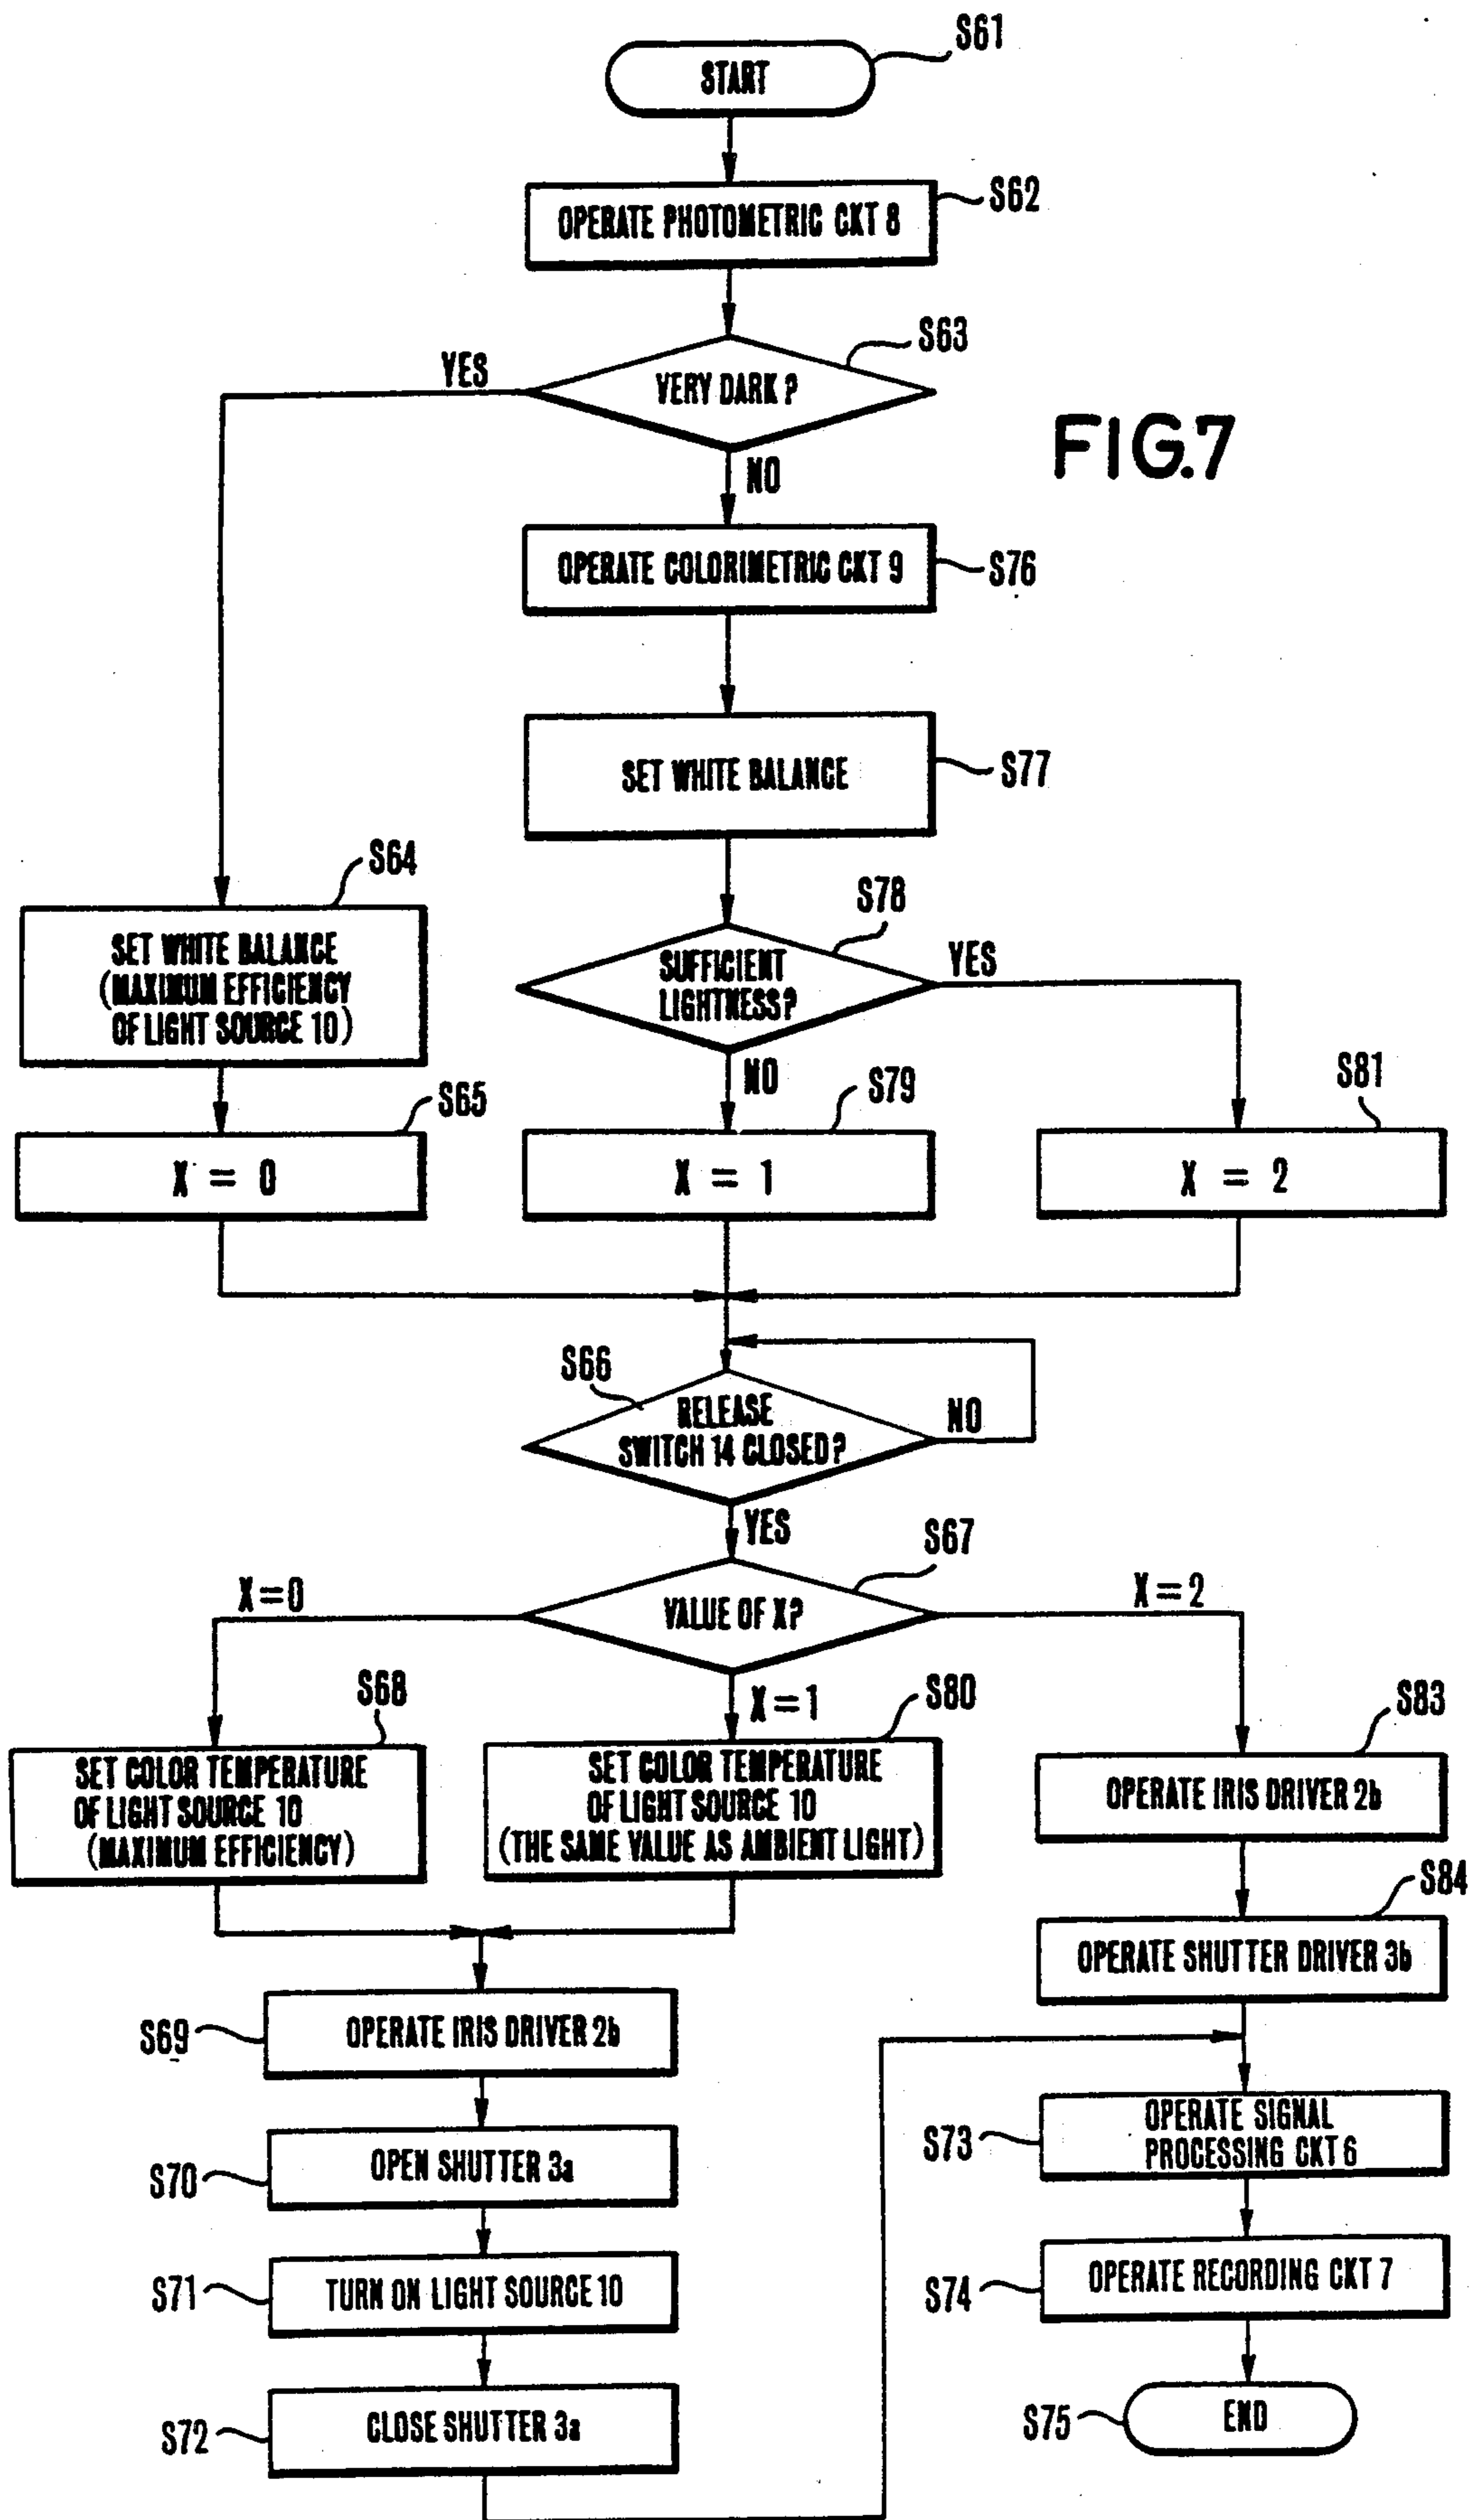 S61
START
S62
OPERATE PHOTOMETRIC CKT 8
S63
YES
VERY DARK?
FIG.7
NO
OPERATE COLORIMETRIC CKT 9
S76
SET WHITE BALANCE
S77
S64
SET WHITE BALANCE
(MAXIMUM EFFICIENCY
OF LIGHT SOURCE 10)
S78
SUFFICIENT
LIGHTNESS?
YES
NO
S65
X = 0
S79
X = 1
S81
X = 2
S66
RELEASE
SWITCH 14 CLOSED?
NO
YES
S67
X=0
VALUE OF X?
X=2
S68
X=1
S80
S83
SET COLOR TEMPERATURE
OF LIGHT SOURCE 10
(MAXIMUM EFFICIENCY)
SET COLOR TEMPERATURE
OF LIGHT SOURCE 10
(THE SAME VALUE AS AMBIENT LIGHT)
OPERATE IRIS DRIVER 2b
S84
OPERATE SHUTTER DRIVER 3b
S69
OPERATE IRIS DRIVER 2b
S70
OPEN SHUTTER 3a
S71
TURN ON LIGHT SOURCE 10
S72
CLOSE SHUTTER 3a
S73
OPERATE SIGNAL
PROCESSING CKT 6
S74
OPERATE RECORDING CKT 7
S75
END